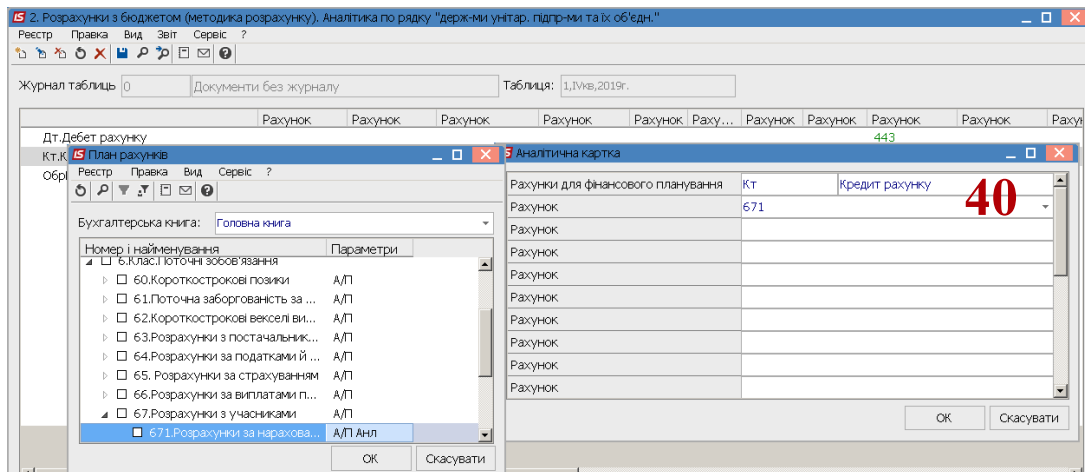 2. Розрахунки з бюджетом (методика розрахунку). Аналітика по рядку "держ-ми унітар. підпр-ми та їх об'єдн."
Реєстр Правка Вид Звіт Сервіс ?
Журнал таблиць 0 Документи без журналу Таблиця: 1,IVкв,2019г.
Рахунок Рахунок Рахунок Рахунок Рахунок Раху... Рахунок Рахунок Рахунок Рахунок Рахун
Дт.Дебет рахунку 443
Кт.К
Обрі
План рахунків
Реєстр Правка Вид Сервіс ?
Бухгалтерська книга: Головна книга
Номер і найменування Параметри
6.Клас.Поточні зобов'язання
60.Короткострокові позики А/П
61.Поточна заборгованість за ... А/П
62.Короткострокові векселі ви... А/П
63.Розрахунки з постачальник... А/П
64.Розрахунки за податками й ... А/П
65. Розрахунки за страхуванням А/П
66.Розрахунки за виплатами п... А/П
67.Розрахунки з учасниками А/П
671.Розрахунки за нарахова... А/П Анл
ОК Скасувати
Аналітична картка
Рахунки для фінансового планування Кт Кредит рахунку
40
Рахунок 671
Рахунок
Рахунок
Рахунок
Рахунок
Рахунок
Рахунок
Рахунок
Рахунок
ОК Скасувати